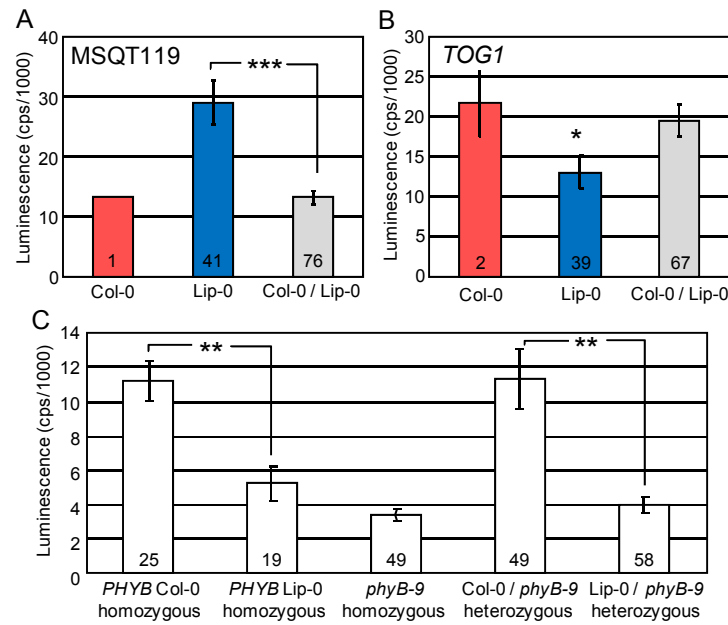 A
MSQT119
Luminescence (cps/1000)
40
30
20
10
0
***
1
41
76
Col-0
Lip-0
Col-0 / Lip-0
B
TOG1
Luminescence (cps/1000)
30
25
20
15
10
5
0
*
2
39
67
Col-0
Lip-0
Col-0 / Lip-0
C
Luminescence (cps/1000)
14
12
10
8
6
4
2
0
**
**
25
19
49
49
58
PHYB Col-0
homozygous
PHYB Lip-0
homozygous
phyB-9
homozygous
Col-0 / phyB-9
heterozygous
Lip-0 / phyB-9
heterozygous